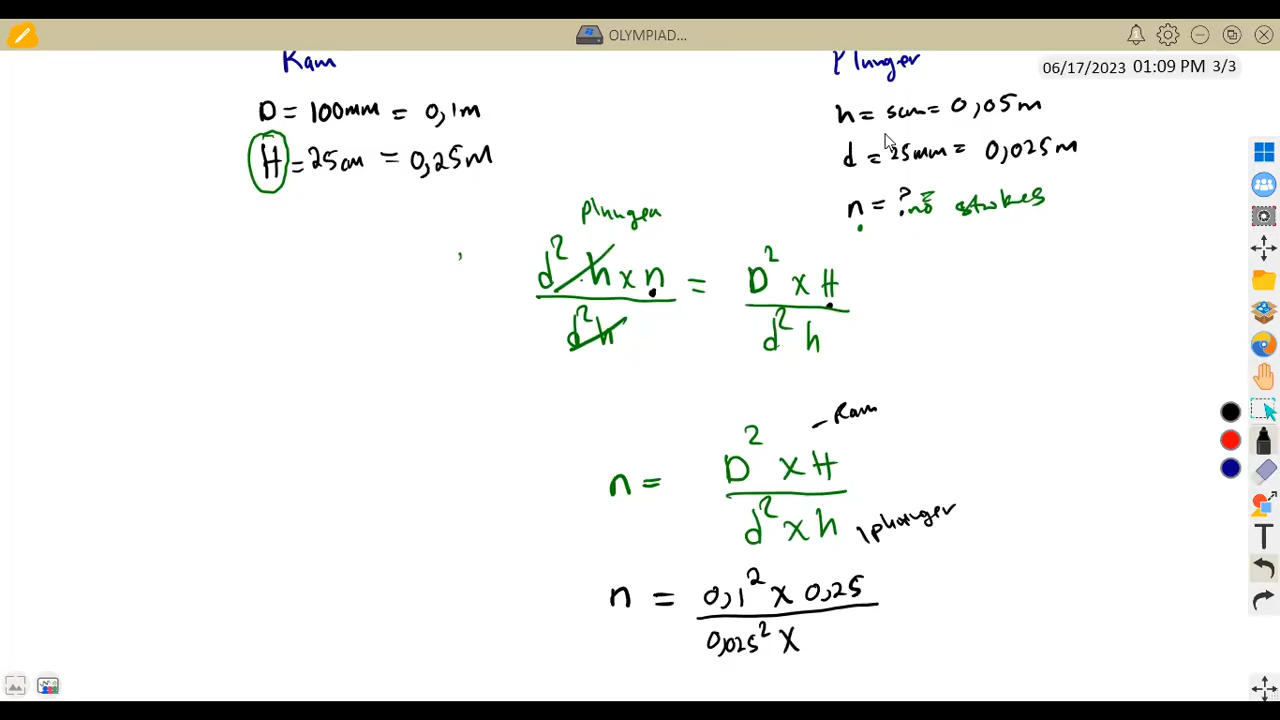 OLYMPIAD...
06/17/2023 01:09 PM 3/3
Ram
D = 100mm = 0,1m
H = 25cm = 0,25m
Plunger
h = 5cm = 0,05m
d = 25mm = 0,025m
n = ? no strokes
Plunger
d² h x n / d² h = D² x H / d² h
n = D² x H / d² x h
Ram
plunger
n = 0,1² x 0,25 / 0,025² x
T